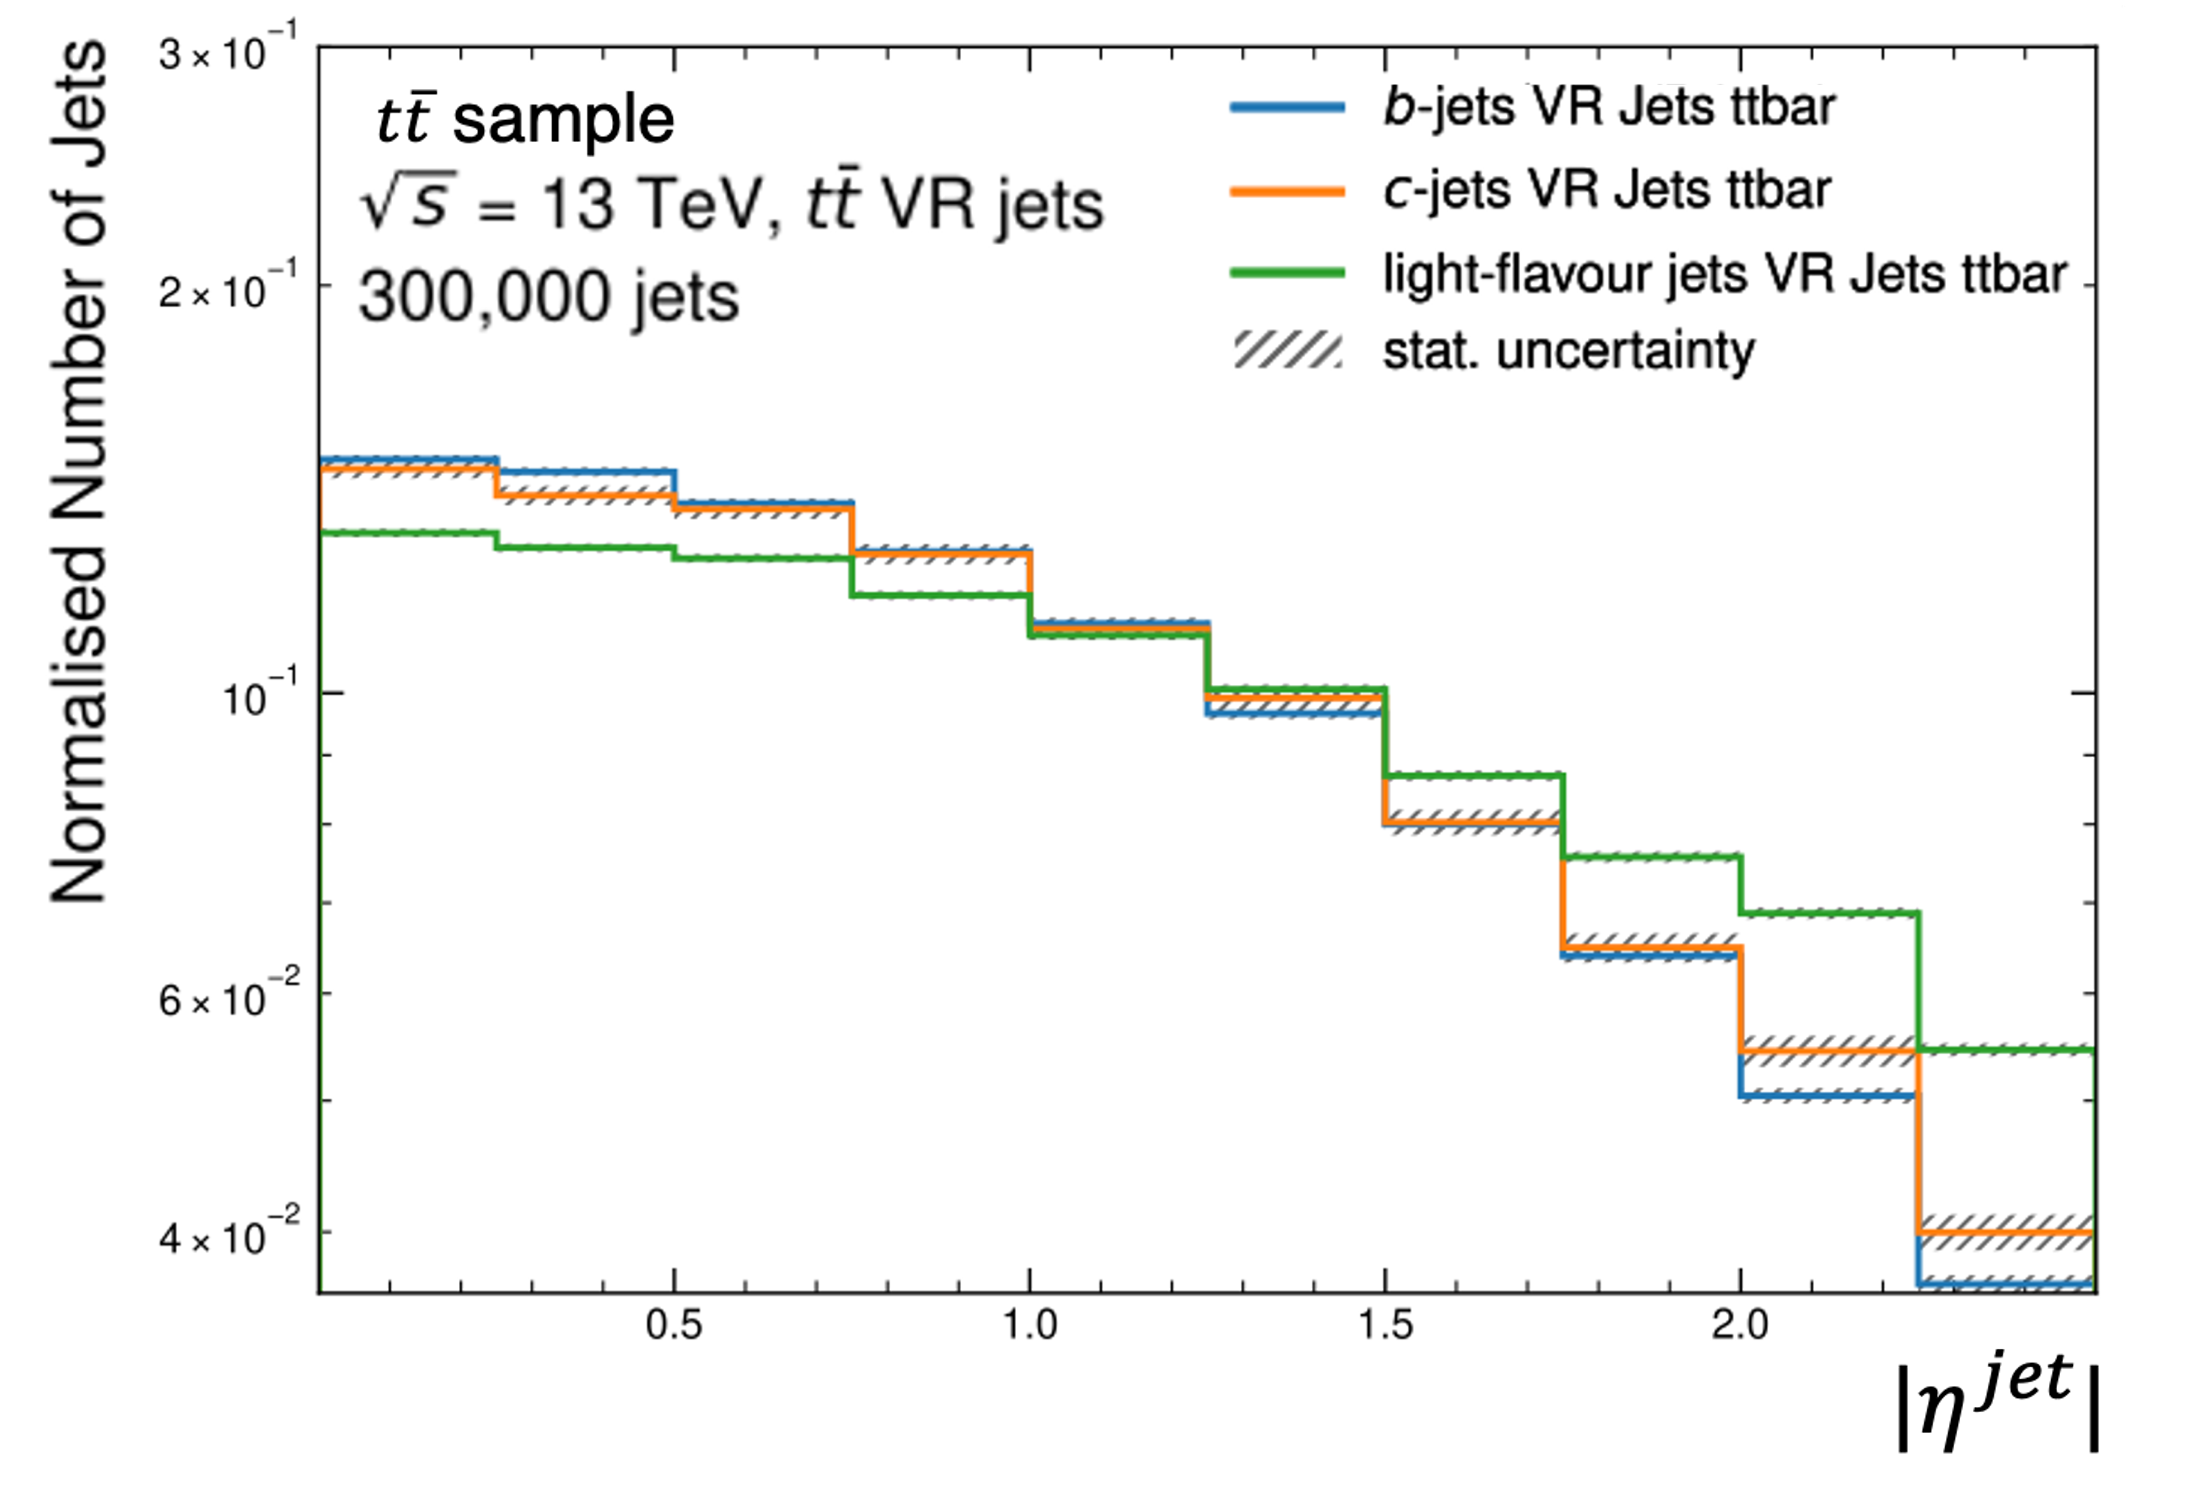 Normalised Number of Jets
3 × 10⁻¹
2 × 10⁻¹
10⁻¹
6 × 10⁻²
4 × 10⁻²
tt̄ sample
√s = 13 TeV, tt̄ VR jets
300,000 jets
b-jets VR Jets ttbar
c-jets VR Jets ttbar
light-flavour jets VR Jets ttbar
stat. uncertainty
0.5 1.0 1.5 2.0
|η^jet|